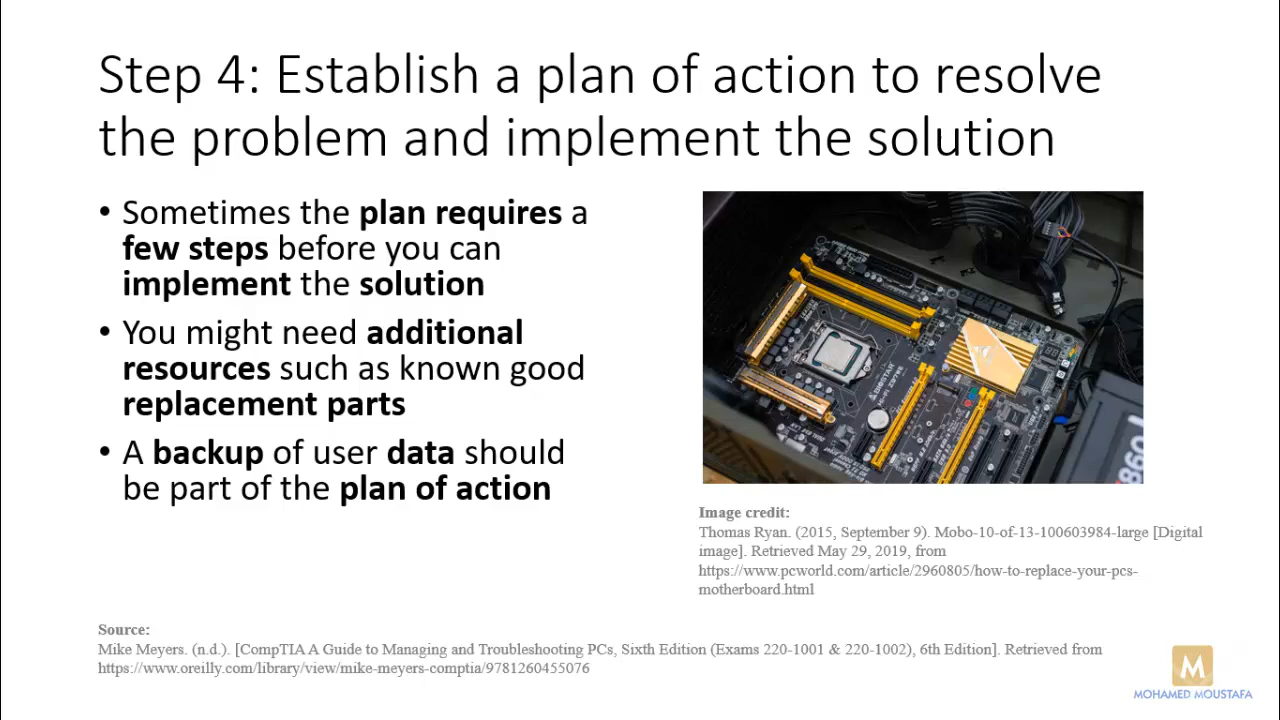 Step 4: Establish a plan of action to resolve
the problem and implement the solution
• Sometimes the plan requires a
few steps before you can
implement the solution
• You might need additional
resources such as known good
replacement parts
• A backup of user data should
be part of the plan of action
BIOSTAR
860
Image credit:
Thomas Ryan. (2015, September 9). Mobo-10-of-13-100603984-large [Digital
image]. Retrieved May 29, 2019, from
https://www.pcworld.com/article/2960805/how-to-replace-your-pcs-
motherboard.html
Source:
Mike Meyers. (n.d.). [CompTIA A Guide to Managing and Troubleshooting PCs, Sixth Edition (Exams 220-1001 & 220-1002), 6th Edition]. Retrieved from
https://www.oreilly.com/library/view/mike-meyers-comptia/9781260455076
M
MOHAMED MOUSTAFA